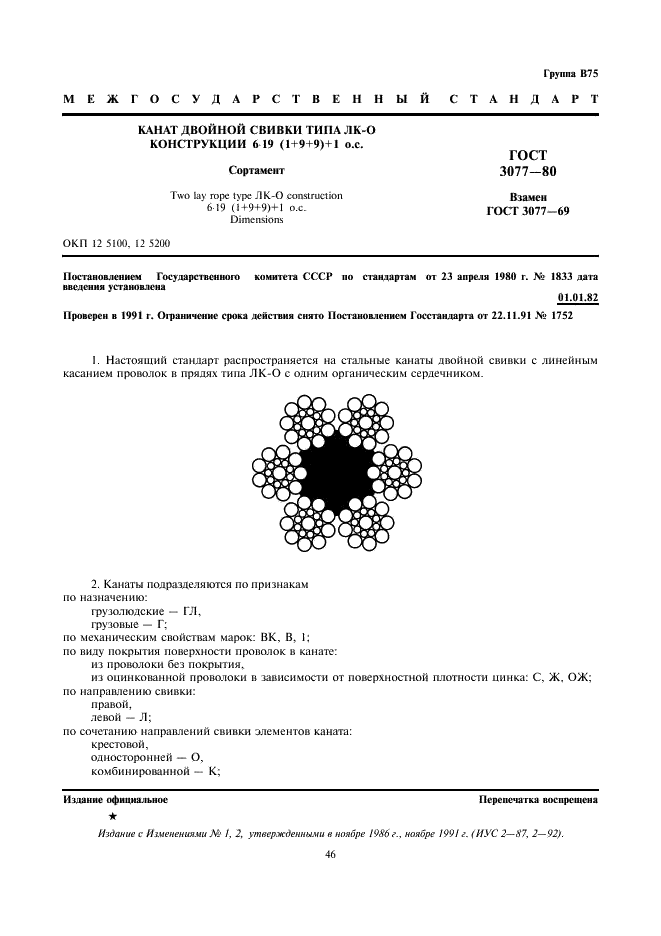 Группа В75
МЕЖГОСУДАРСТВЕННЫЙ СТАНДАРТ
КАНАТ ДВОЙНОЙ СВИВКИ ТИПА ЛК-О
КОНСТРУКЦИИ 6·19 (1+9+9)+1 о.с.
Сортамент
Two lay rope type ЛК-О construction
6·19 (1+9+9)+1 о.с.
Dimensions
ГОСТ
3077—80
Взамен
ГОСТ 3077—69
ОКП 12 5100, 12 5200
Постановлением Государственного комитета СССР по стандартам от 23 апреля 1980 г. № 1833 дата
введения установлена
01.01.82
Проверен в 1991 г. Ограничение срока действия снято Постановлением Госстандарта от 22.11.91 № 1752
1. Настоящий стандарт распространяется на стальные канаты двойной свивки с линейным
касанием проволок в прядях типа ЛК-О с одним органическим сердечником.
2. Канаты подразделяются по признакам
по назначению:
грузолюдские — ГЛ,
грузовые — Г;
по механическим свойствам марок: ВК, В, 1;
по виду покрытия поверхности проволок в канате:
из проволоки без покрытия,
из оцинкованной проволоки в зависимости от поверхностной плотности цинка: С, Ж, ОЖ;
по направлению свивки:
правой,
левой — Л;
по сочетанию направлений свивки элементов каната:
крестовой,
односторонней — О,
комбинированной — К;
Издание официальное
Перепечатка воспрещена
★
Издание с Изменениями № 1, 2, утвержденными в ноябре 1986 г., ноябре 1991 г. (ИУС 2—87, 2—92).
46